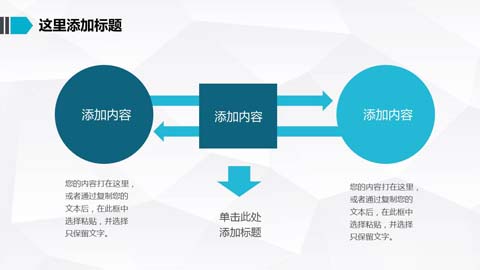 这里添加标题
添加内容
添加内容
添加内容
您的内容打在这里，
或者通过复制您的
文本后，在此框中
选择粘贴，并选择
只保留文字。
单击此处
添加标题
您的内容打在这里，
或者通过复制您的
文本后，在此框中
选择粘贴，并选择
只保留文字。